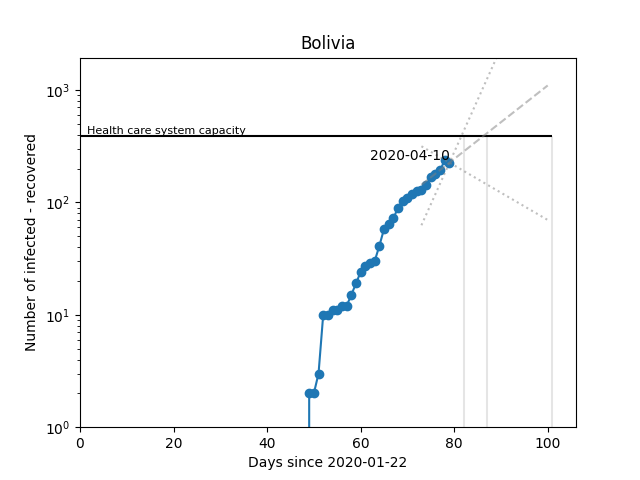 Bolivia
Number of infected - recovered
10³
10²
10¹
10⁰
Health care system capacity
2020-04-10
0 20 40 60 80 100
Days since 2020-01-22